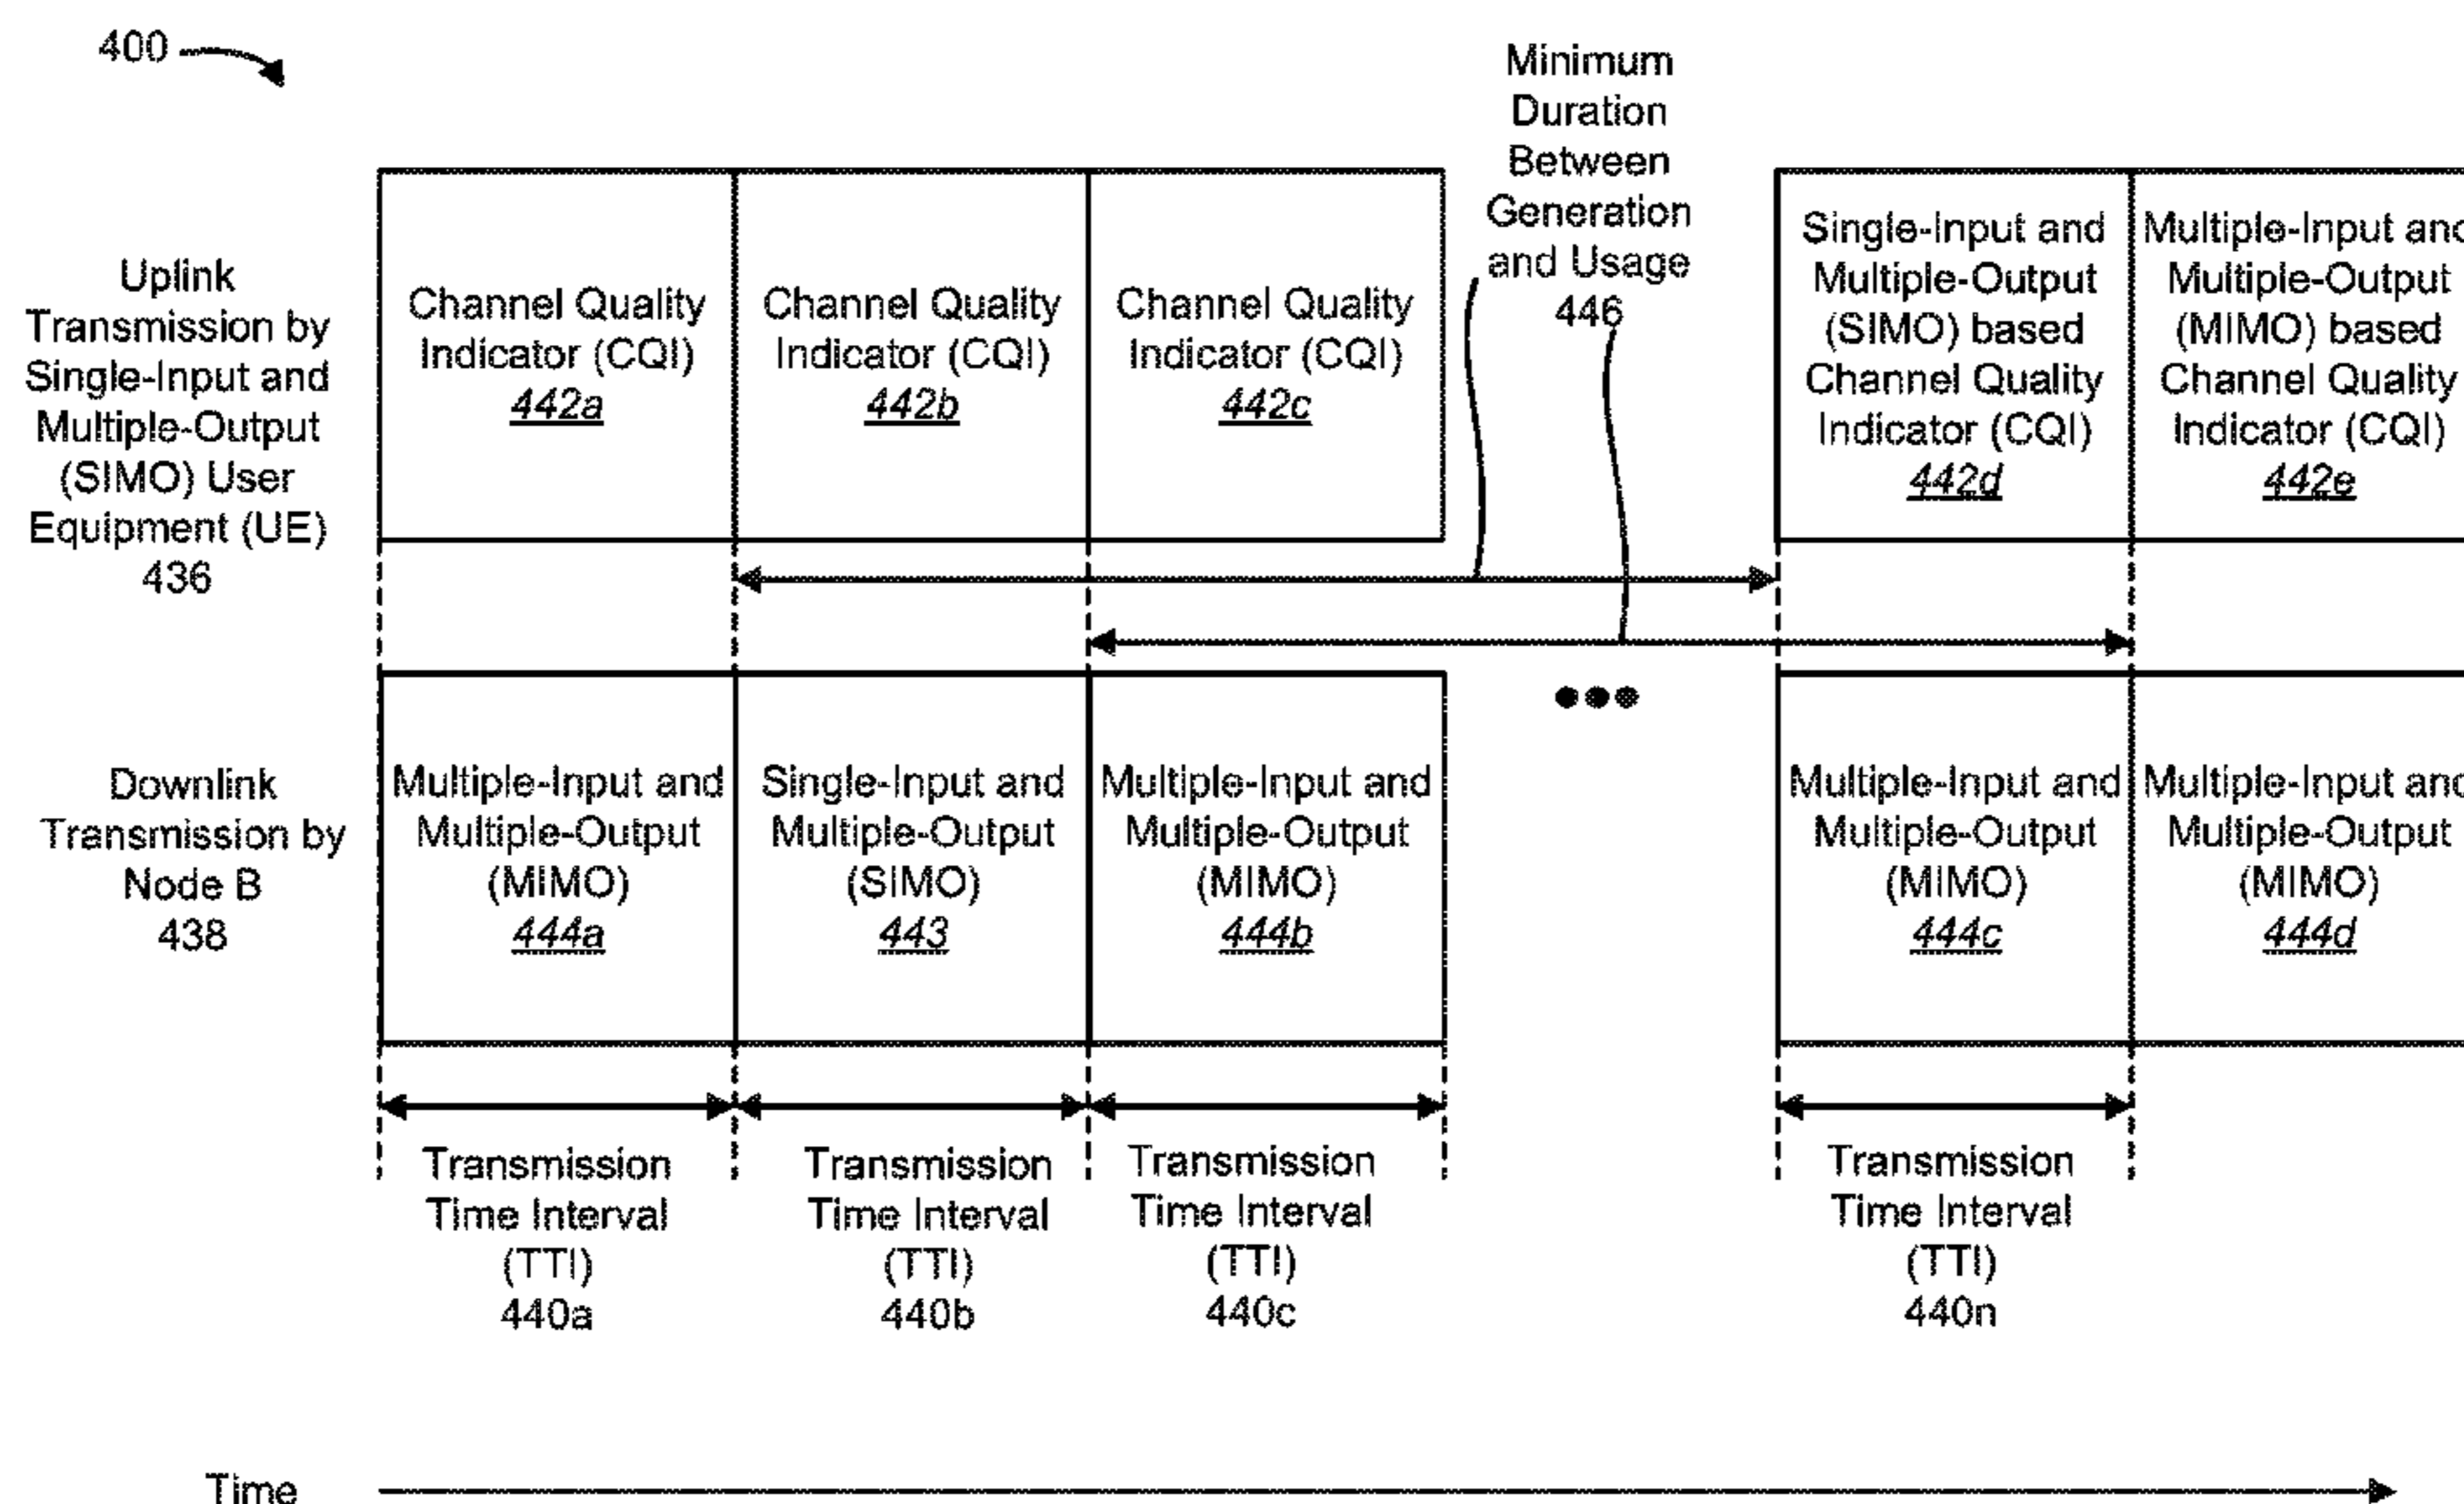 400
Minimum
Duration
Between
Generation
and Usage
446
Uplink
Transmission by
Single-Input and
Multiple-Output
(SIMO) User
Equipment (UE)
436
Channel Quality
Indicator (CQI)
442a
Channel Quality
Indicator (CQI)
442b
Channel Quality
Indicator (CQI)
442c
Single-Input and
Multiple-Output
(SIMO) based
Channel Quality
Indicator (CQI)
442d
Multiple-Input and
Multiple-Output
(MIMO) based
Channel Quality
Indicator (CQI)
442e
Downlink
Transmission by
Node B
438
Multiple-Input and
Multiple-Output
(MIMO)
444a
Single-Input and
Multiple-Output
(SIMO)
443
Multiple-Input and
Multiple-Output
(MIMO)
444b
Multiple-Input and
Multiple-Output
(MIMO)
444c
Multiple-Input and
Multiple-Output
(MIMO)
444d
Transmission
Time Interval
(TTI)
440a
Transmission
Time Interval
(TTI)
440b
Transmission
Time Interval
(TTI)
440c
Transmission
Time Interval
(TTI)
440n
Time